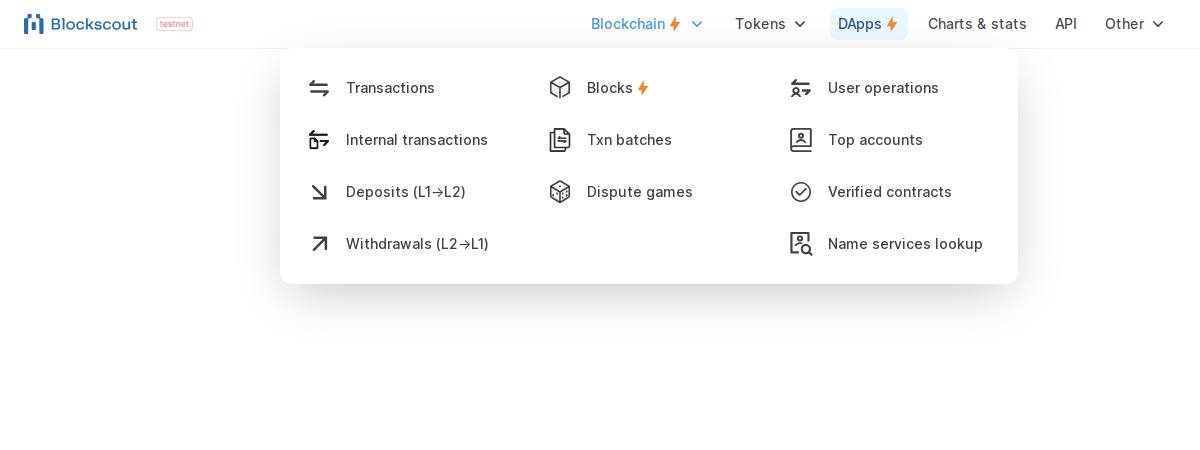 Blockscout testnet Blockchain Tokens DApps Charts & stats API Other
Transactions Blocks User operations
Internal transactions Txn batches Top accounts
Deposits (L1→L2) Dispute games Verified contracts
Withdrawals (L2→L1) Name services lookup